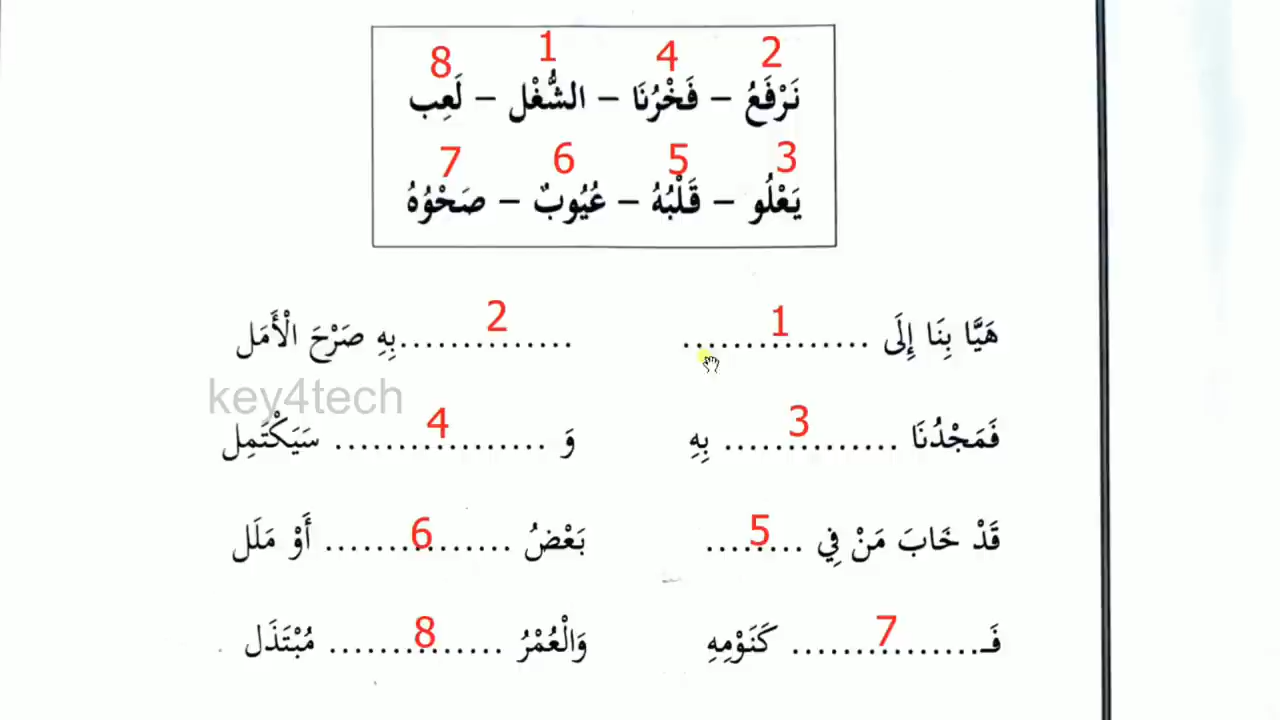 2 4 1 8
نَرْفَعُ – فَخْرُنَا – الشُّغْل – لَعِب
3 5 6 7
يَعْلُو – قَلْبُهُ – عُيُوبٌ – صَحْوُهُ
1 2
هَيَّا بِنَا إِلَى ............... ..............بِهِ صَرْحَ الْأَمَل
key4tech
3 4
فَمَجْدُنَا .............. بِهِ وَ ................. سَيَكْتَمِل
5 6
قَدْ خَابَ مَنْ فِي ........ بَعْضُ ............... أَوْ مَلَل
7 8
فَـ............... كَنَوْمِهِ وَالْعُمْرُ .............. مُبْتَذَل